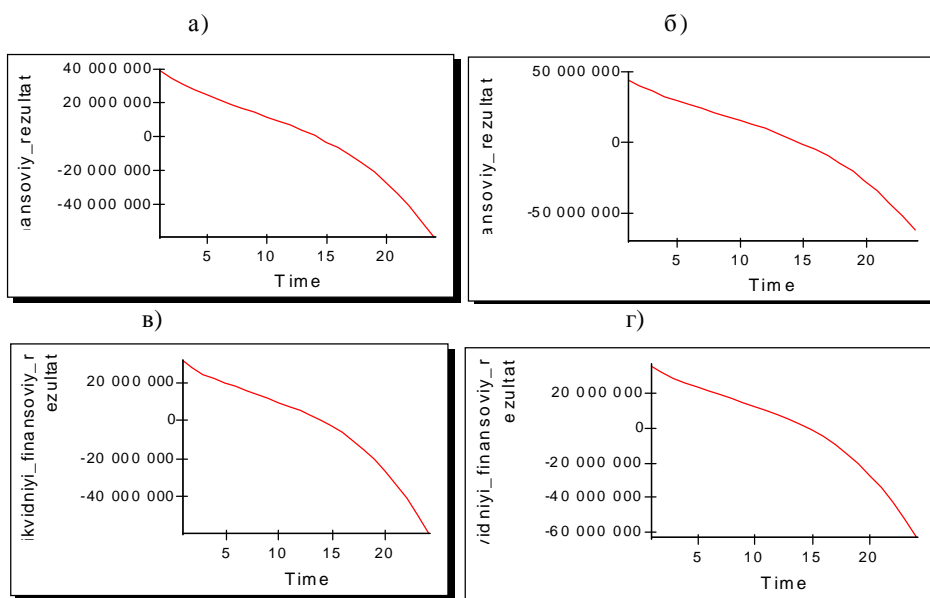 а)
б)
ansoviy_rezultat
40 000 000
20 000 000
0
-20 000 000
-40 000 000
5
10
15
20
Time
ansoviy_rezultat
50 000 000
0
-50 000 000
5
10
15
20
Time
в)
г)
ikvidniyi_finansoviy_r
ezultat
20 000 000
0
-20 000 000
-40 000 000
5
10
15
20
Time
vidniyi_finansoviy_r
ezultat
20 000 000
0
-20 000 000
-40 000 000
-60 000 000
5
10
15
20
Time